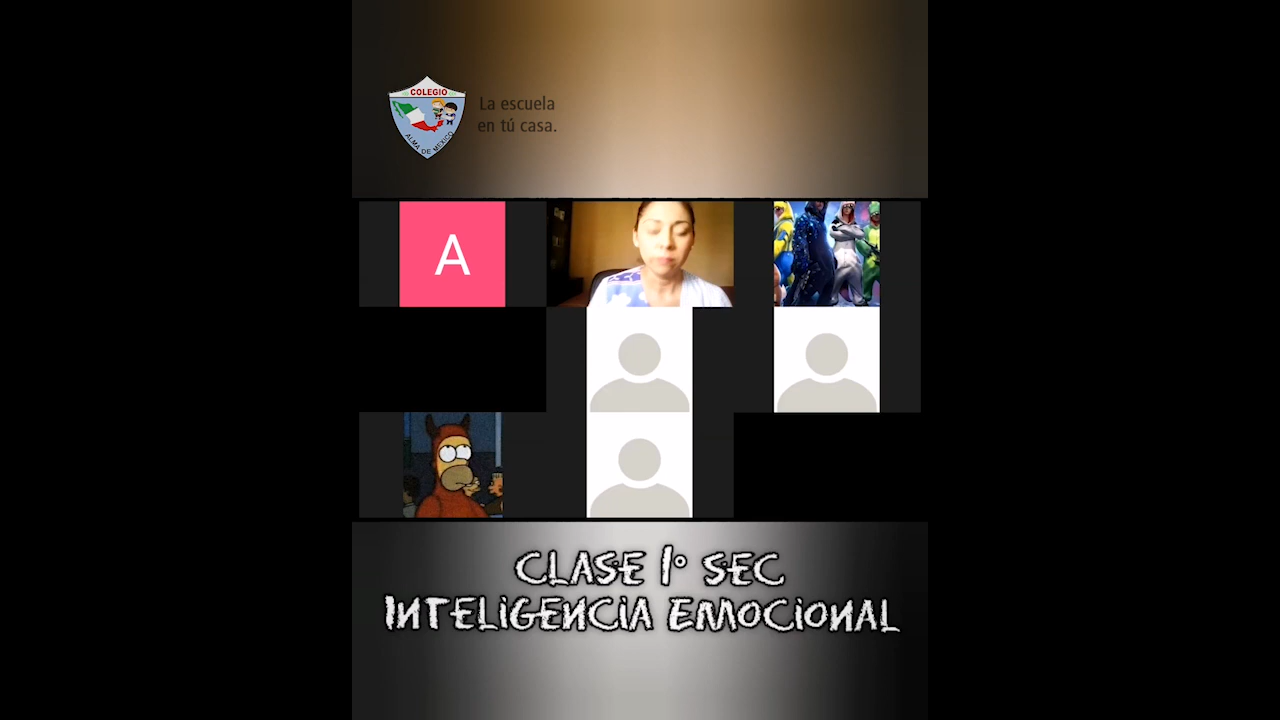 COLEGIO
ALMA DE MEXICO
La escuela
en tú casa.
A
CLASE 1° SEC
INTELIGENCIA EMOCIONAL